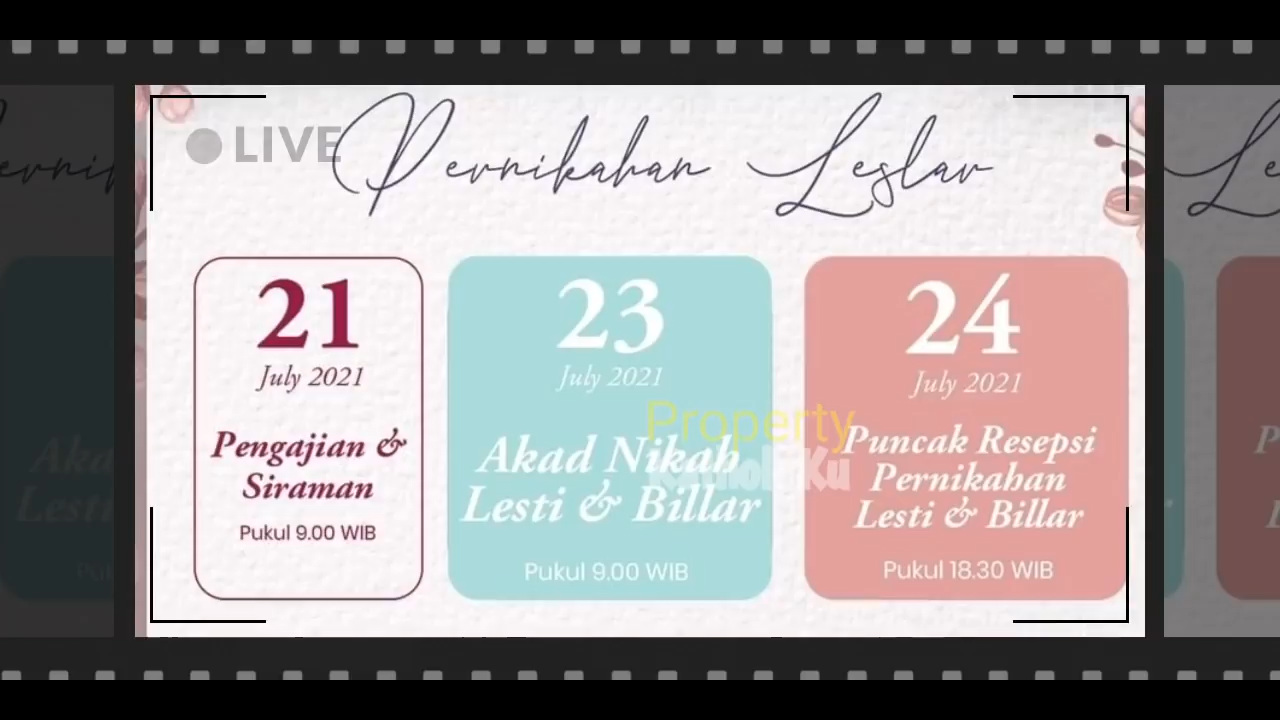 LIVE
Pernikahan Leslar
21
July 2021
Pengajian &
Siraman
Pukul 9.00 WIB
23
July 2021
Akad Nikah
Lesti & Billar
Pukul 9.00 WIB
24
July 2021
Puncak Resepsi
Pernikahan
Lesti & Billar
Pukul 18.30 WIB
Property
Ku